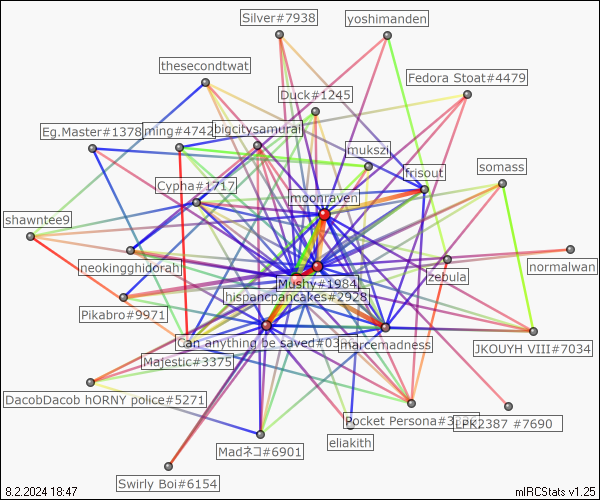 Silver#7938
yoshimanden
thesecondtwat
Fedora Stoat#4479
Duck#1245
Eg.Master#1378
ming#4742
bigcitysamurai
mukszi
frisout
somass
Cypha#1717
moonraven
shawntee9
neokingghidorah
zebula
normalwan
Mushy#1984
hispancpancakes#2928
Pikabro#9971
Can anything be saved#03
marcemadness
JKOUYH VIII#7034
Majestic#3375
DacobDacob hORNY police#5271
Pocket Persona#3
LPK2387 #7690
eliakith
Madネコ#6901
Swirly Boi#6154
8.2.2024 18:47
mIRCStats v1.25